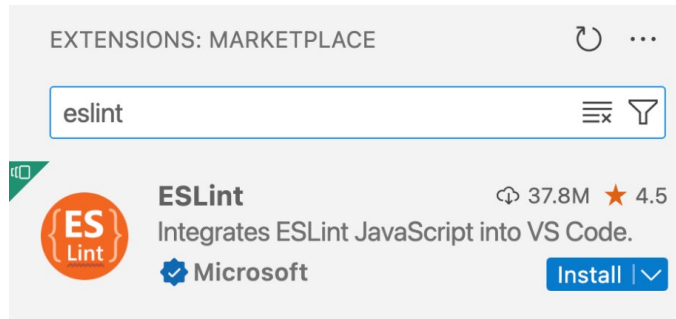 EXTENSIONS: MARKETPLACE
eslint
ESLint 37.8M 4.5
{ES Lint}
Integrates ESLint JavaScript into VS Code.
Microsoft
Install